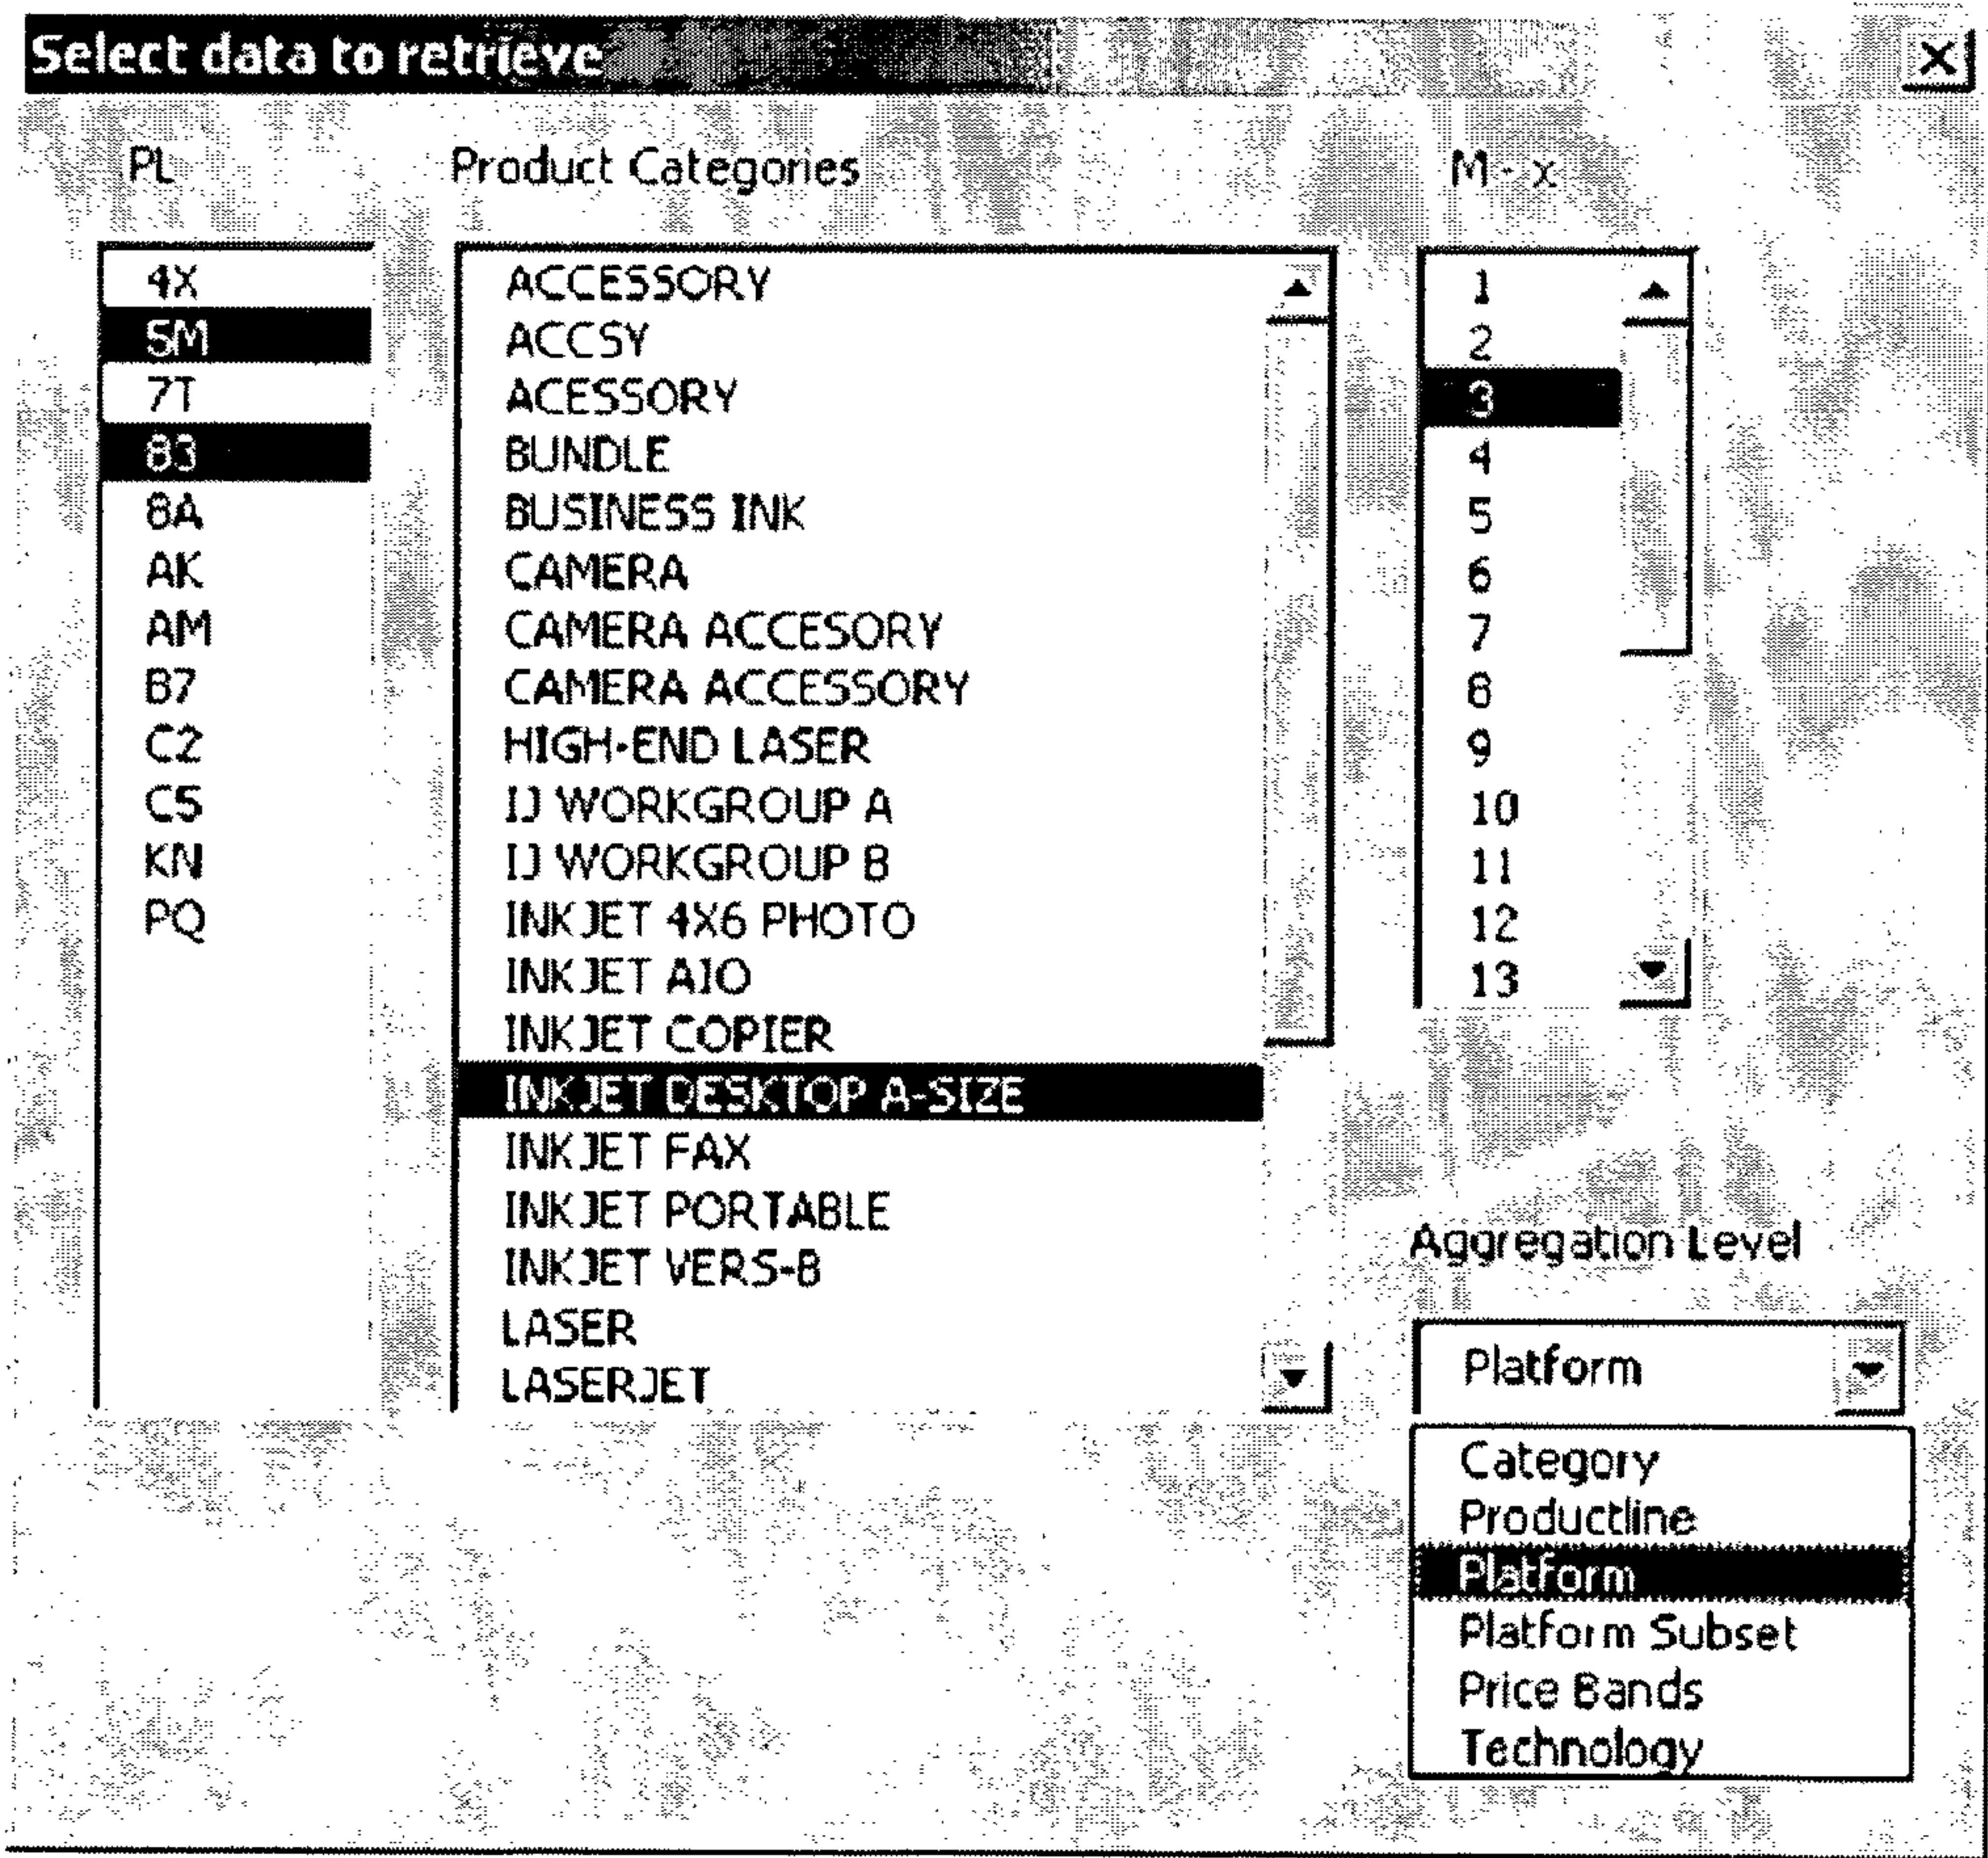 Select data to retrieve
PL
Product Categories
M - x
4X
5M
7T
83
8A
AK
AM
B7
C2
C5
KN
PQ
ACCESSORY
ACCSY
ACESSORY
BUNDLE
BUSINESS INK
CAMERA
CAMERA ACCESORY
CAMERA ACCESSORY
HIGH-END LASER
IJ WORKGROUP A
IJ WORKGROUP B
INKJET 4X6 PHOTO
INKJET AIO
INKJET COPIER
INKJET DESKTOP A-SIZE
INKJET FAX
INKJET PORTABLE
INKJET VERS-B
LASER
LASERJET
1
2
3
4
5
6
7
8
9
10
11
12
13
Aggregation Level
Platform
Category
Productline
Platform
Platform Subset
Price Bands
Technology